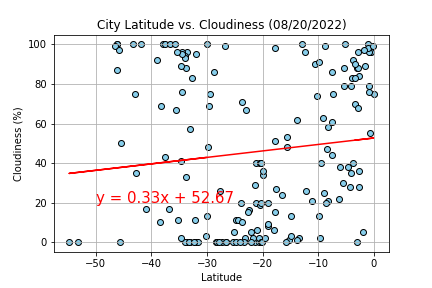 City Latitude vs. Cloudiness (08/20/2022)
100
80
60
40
20
0
Cloudiness (%)
y = 0.33x + 52.67
−50 −40 −30 −20 −10 0
Latitude